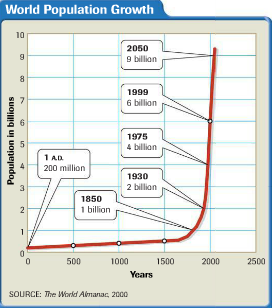 World Population Growth
Population in billions
10
9
8
7
6
5
4
3
2
1
0
2050
9 billion
1999
6 billion
1975
4 billion
1930
2 billion
1850
1 billion
1 A.D.
200 million
0
500
1000
1500
2000
2500
Years
SOURCE: The World Almanac, 2000